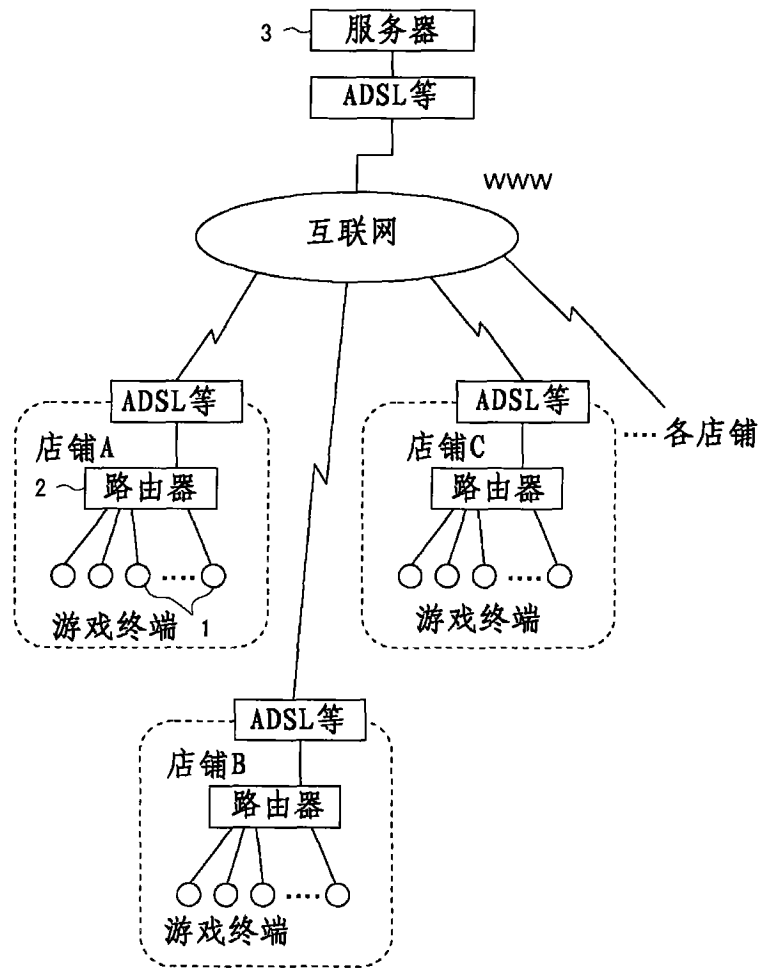 3 服务器
ADSL等
WWW
互联网
ADSL等
店铺A
2 路由器
游戏终端 1
ADSL等
店铺C
路由器
游戏终端
····各店铺
ADSL等
店铺B
路由器
游戏终端